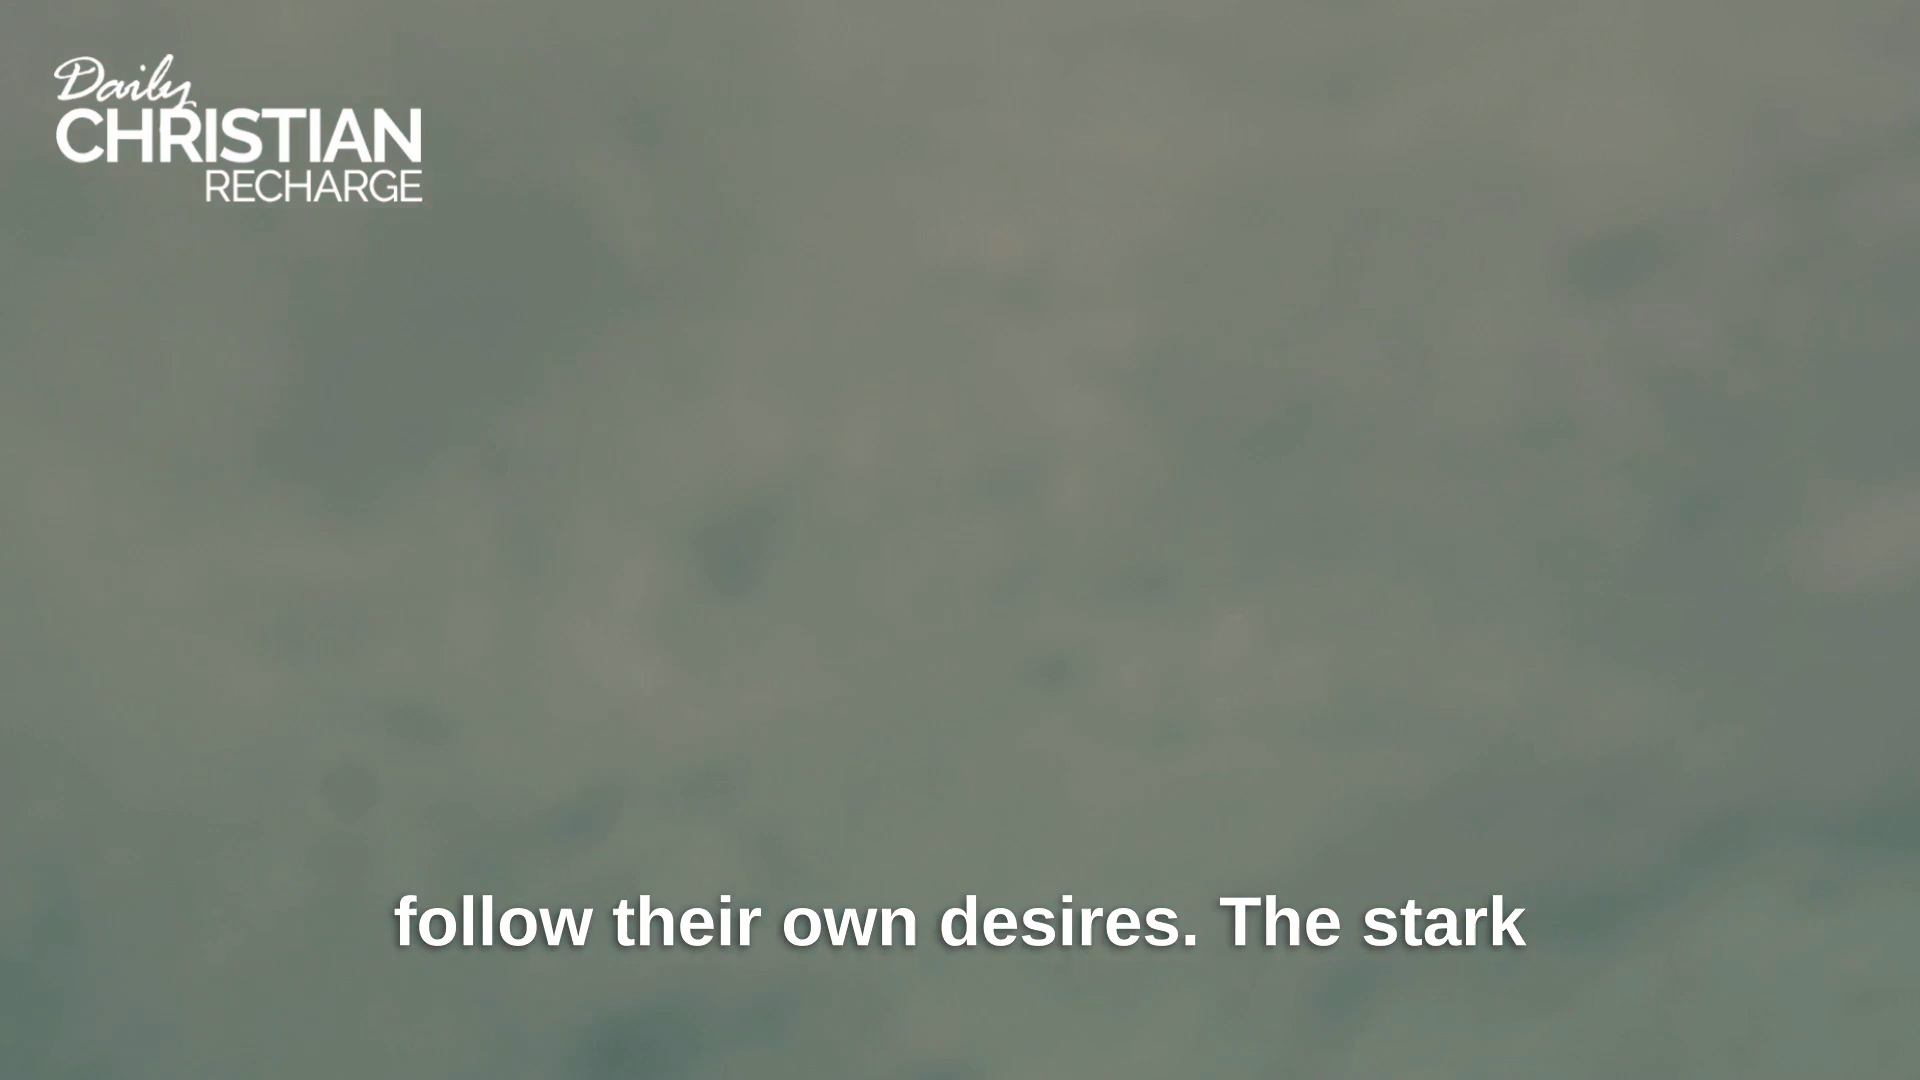 Daily
CHRISTIAN
RECHARGE
follow their own desires. The stark